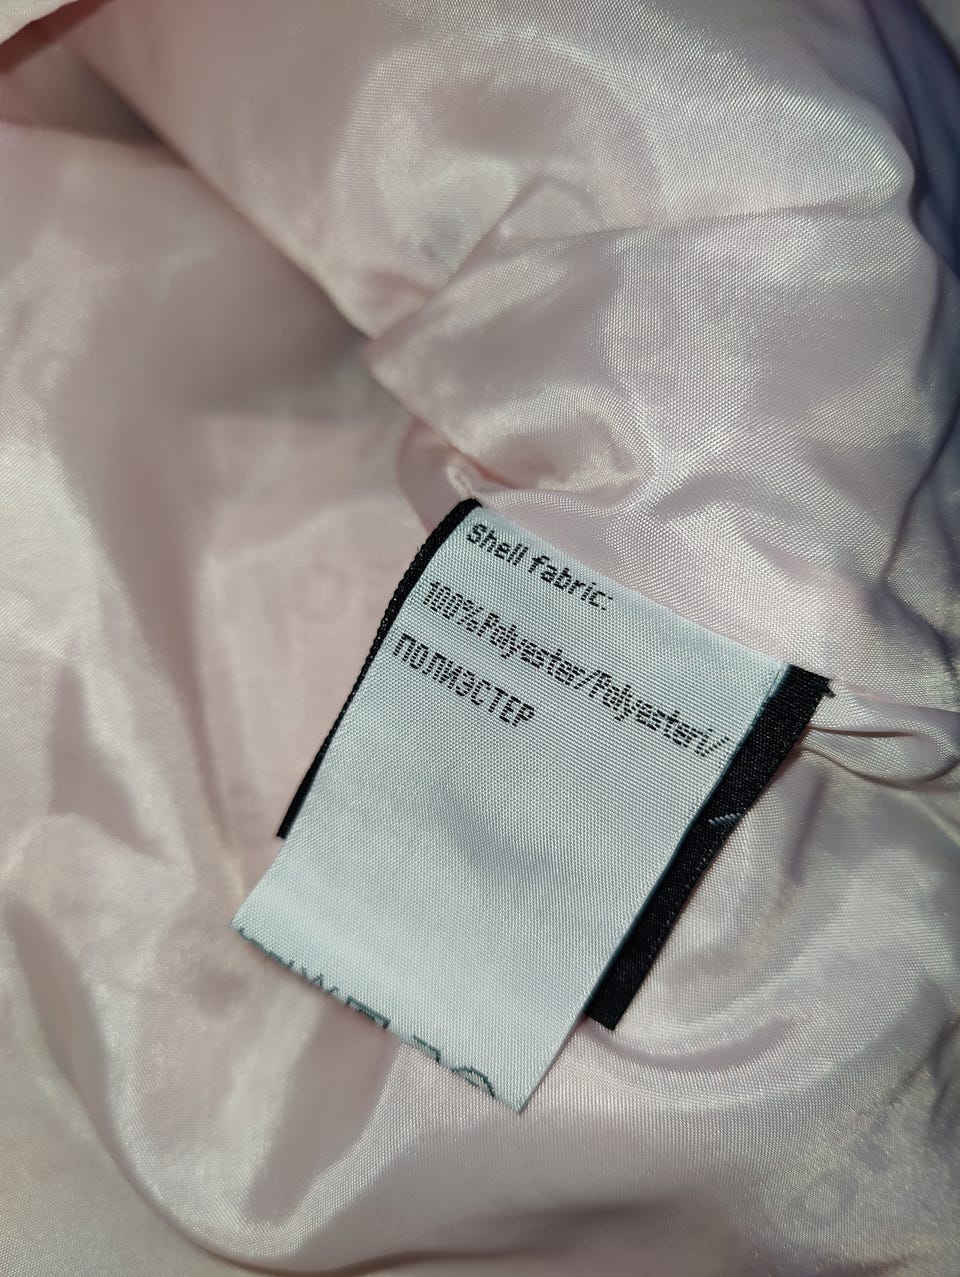 Shell fabric:
100%Polyester/Polyesteri/
ПОЛИЭСТЕР